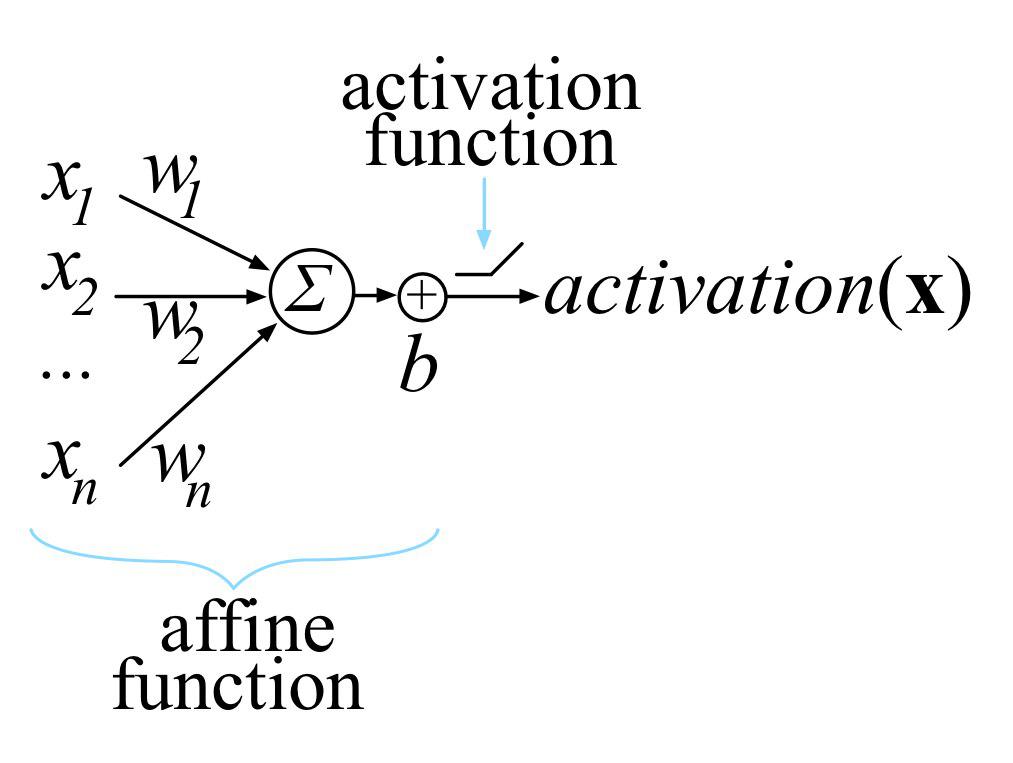 activation
function
x1 w1
x2
w2
...
xn wn
Σ
+
b
activation(x)
affine
function